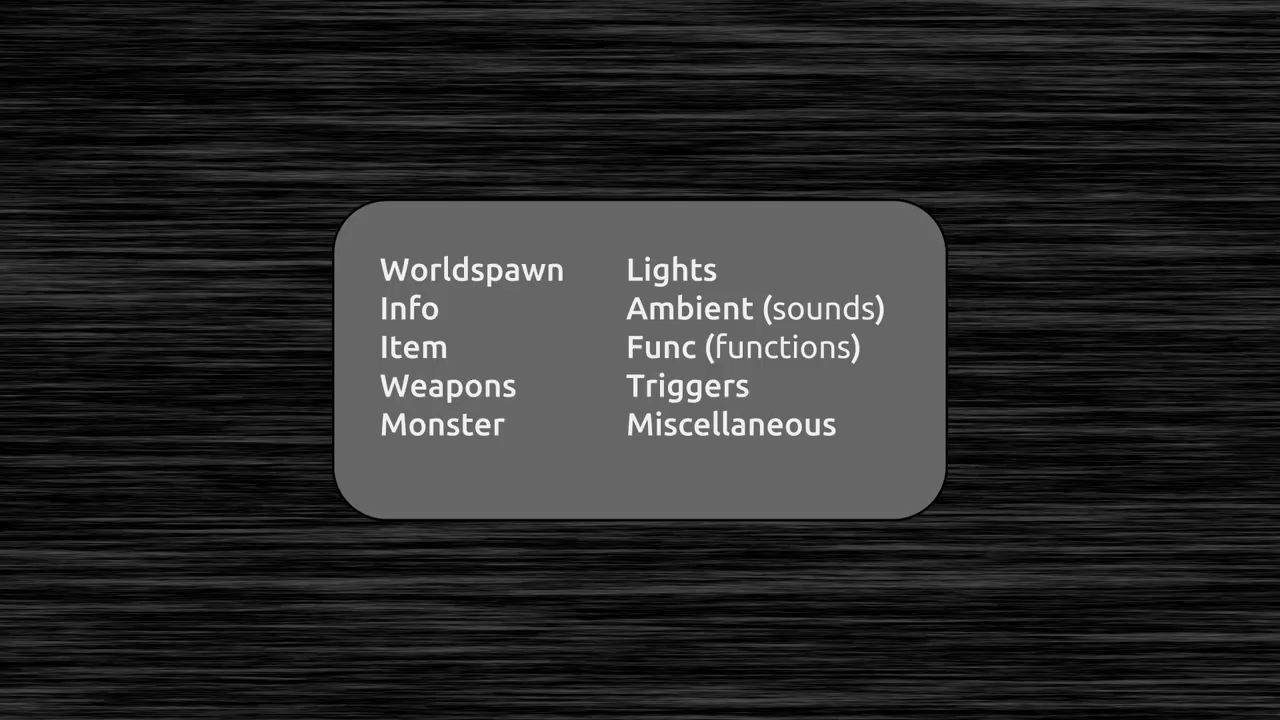 Worldspawn
Info
Item
Weapons
Monster
Lights
Ambient (sounds)
Func (functions)
Triggers
Miscellaneous